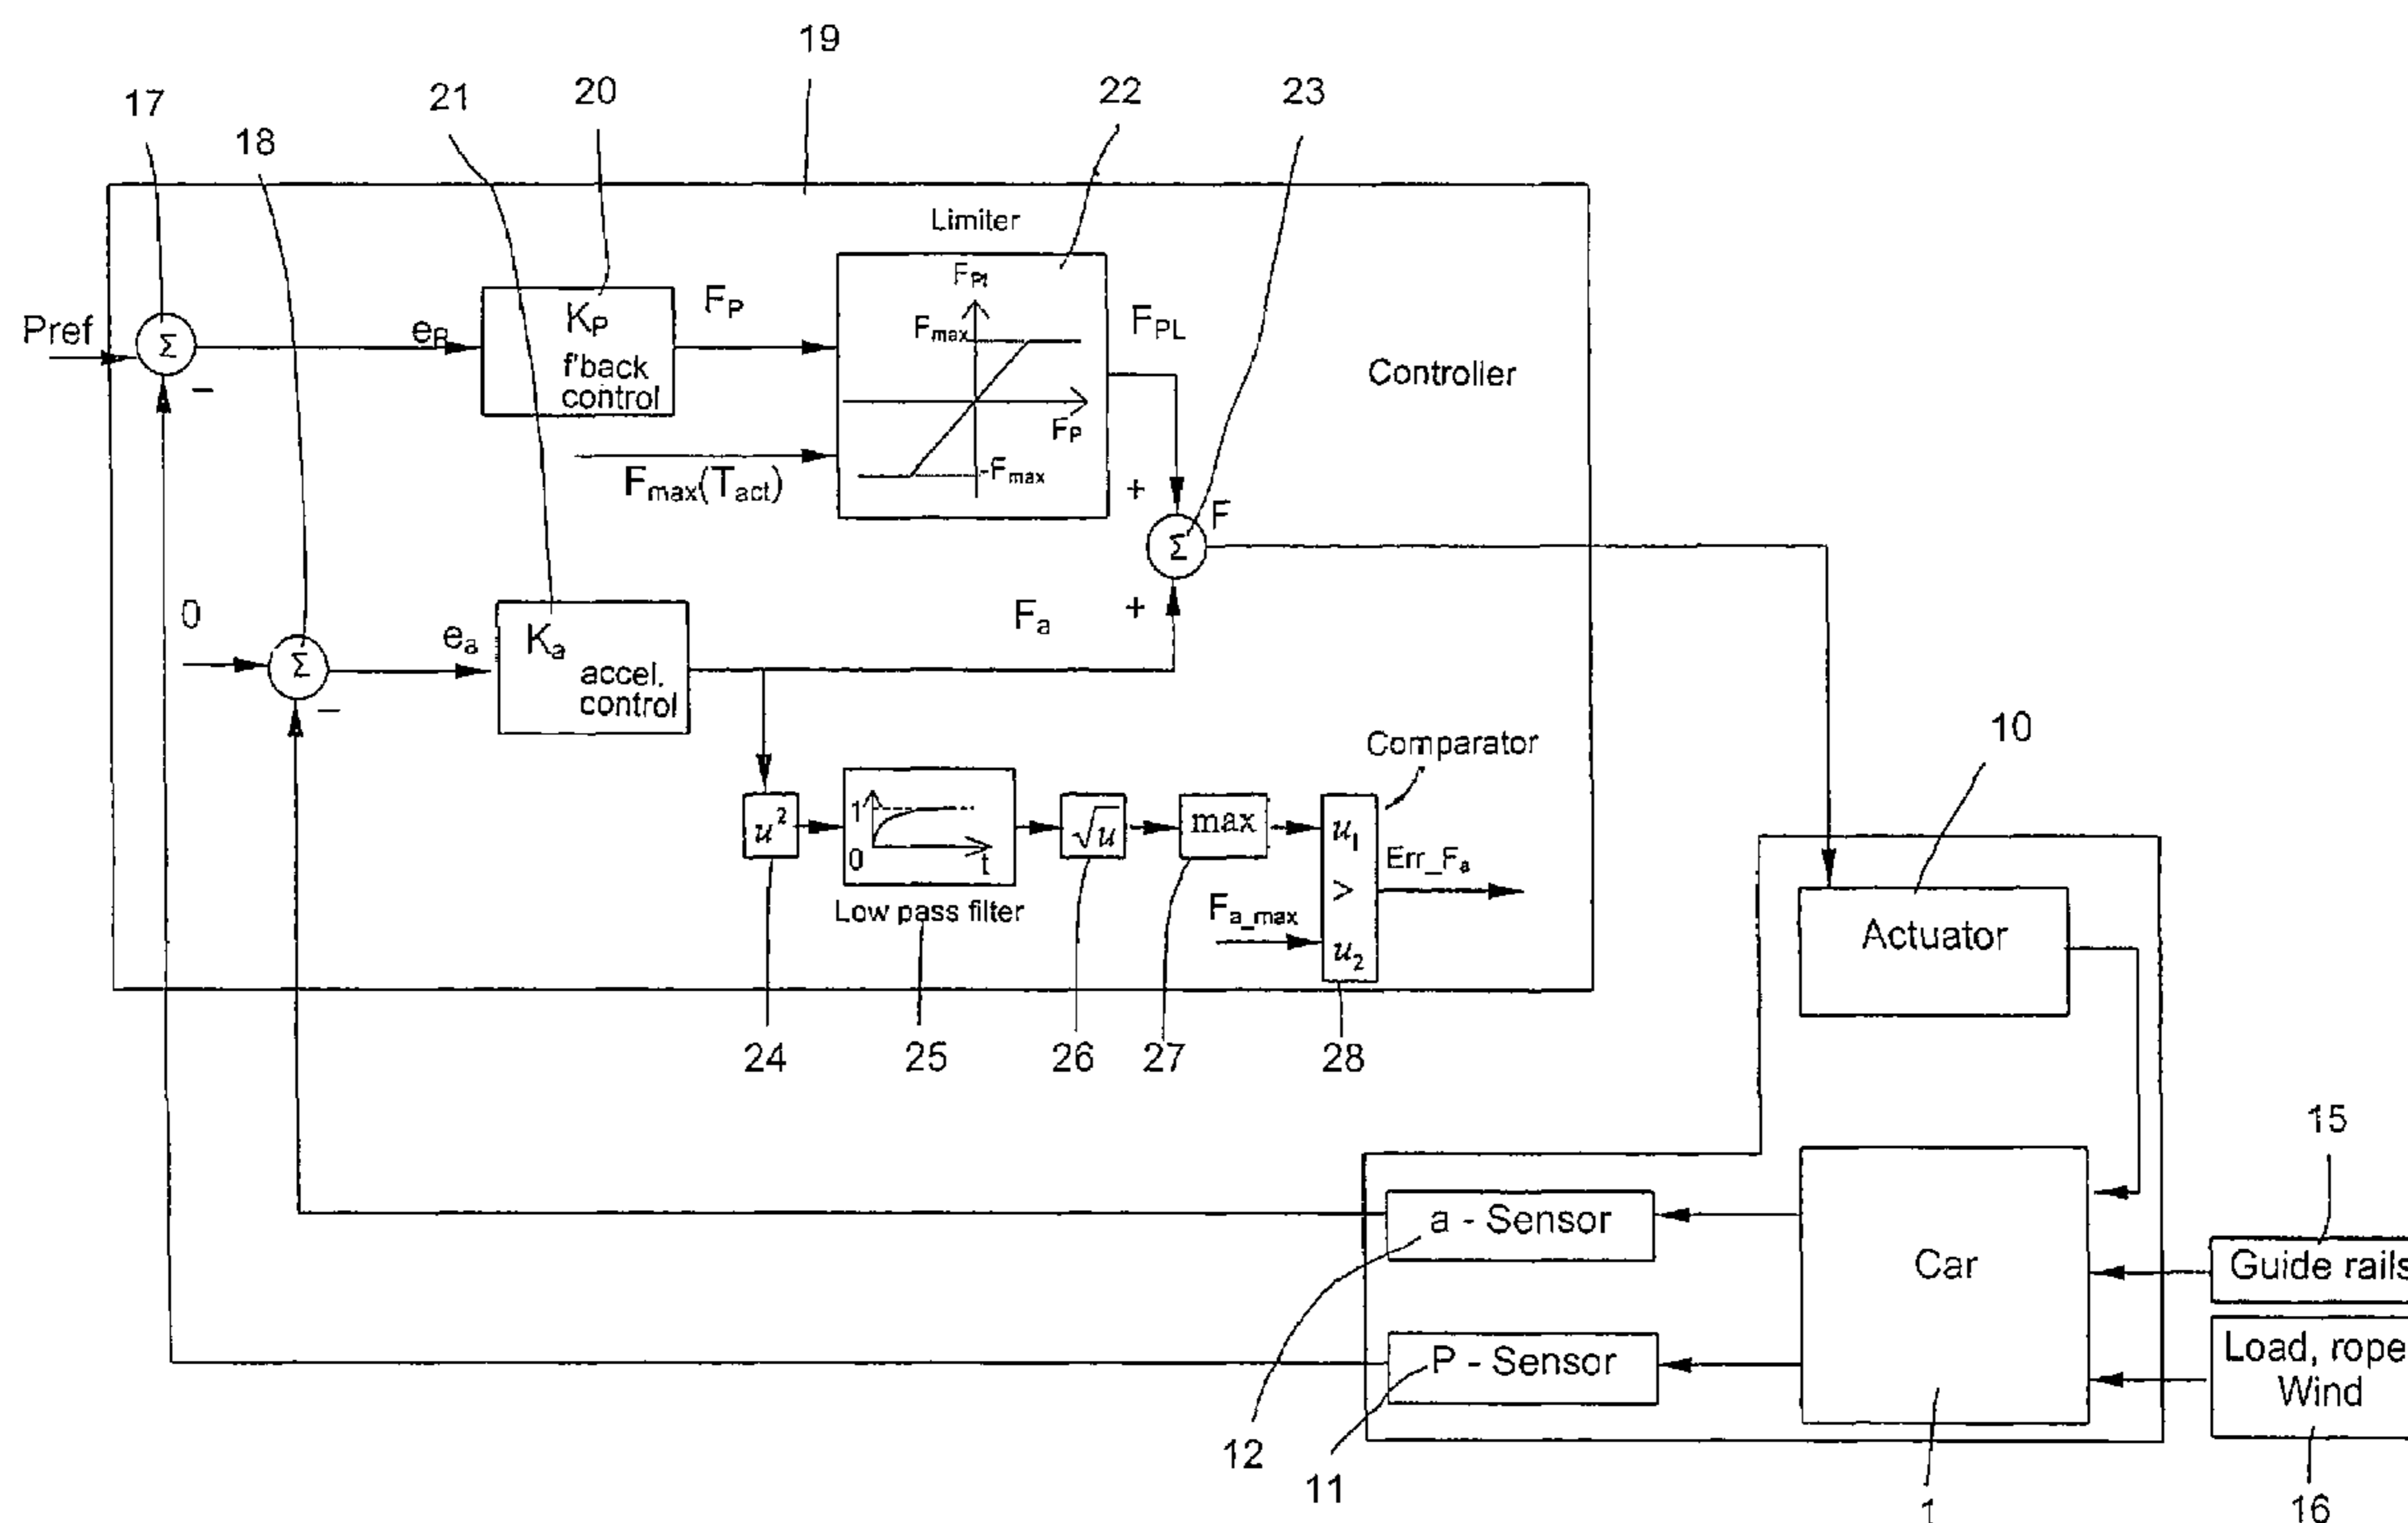 19
17
21
20
22
23
18
Limiter
Pref
Σ
−
eP
KP
f'back
control
FP
FPl
Fmax
FP
-Fmax
FPL
Controller
Fmax(Tact)
+
Σ
F
+
0
Σ
−
ea
Ka
accel.
control
Fa
10
Comparator
u²
1
0
t
Low pass filter
√u
max
u1
>
u2
Fa_max
Err_Fa
Actuator
24
25
26
27
28
15
a - Sensor
Car
Guide rails
P - Sensor
Load, rope
Wind
12
11
1
16